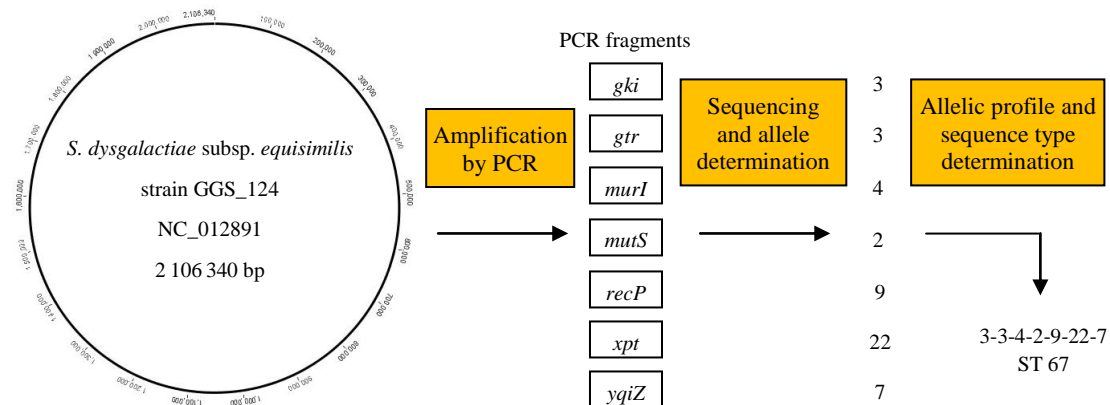 2,106,340
100,000
200,000
300,000
400,000
500,000
600,000
700,000
800,000
900,000
1,000,000
1,100,000
1,200,000
1,300,000
1,400,000
1,500,000
1,600,000
1,700,000
1,800,000
1,900,000
2,000,000
S. dysgalactiae subsp. equisimilis
strain GGS_124
NC_012891
2 106 340 bp
Amplification
by PCR
PCR fragments
gki
gtr
murI
mutS
recP
xpt
yqiZ
Sequencing
and allele
determination
3
3
4
2
9
22
7
Allelic profile and
sequence type
determination
3-3-4-2-9-22-7
ST 67